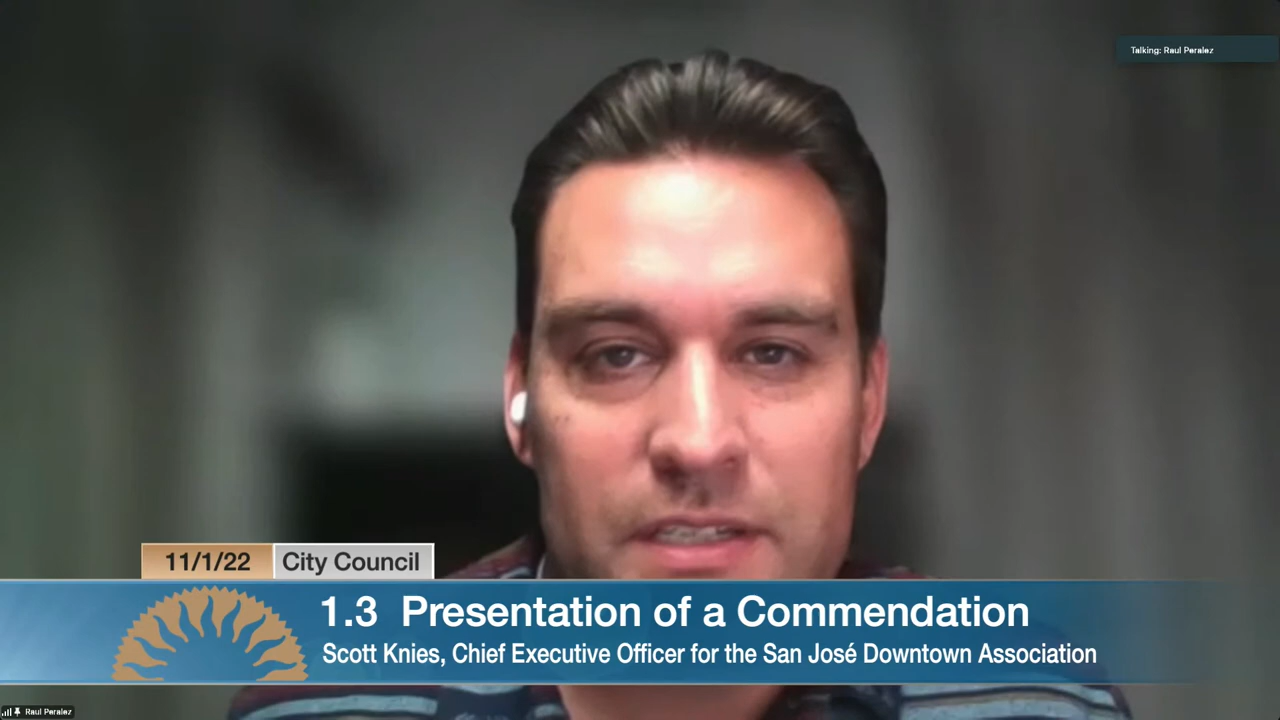 Talking: Raul Peralez
11/1/22 City Council
1.3 Presentation of a Commendation
Scott Knies, Chief Executive Officer for the San José Downtown Association
Raul Peralez